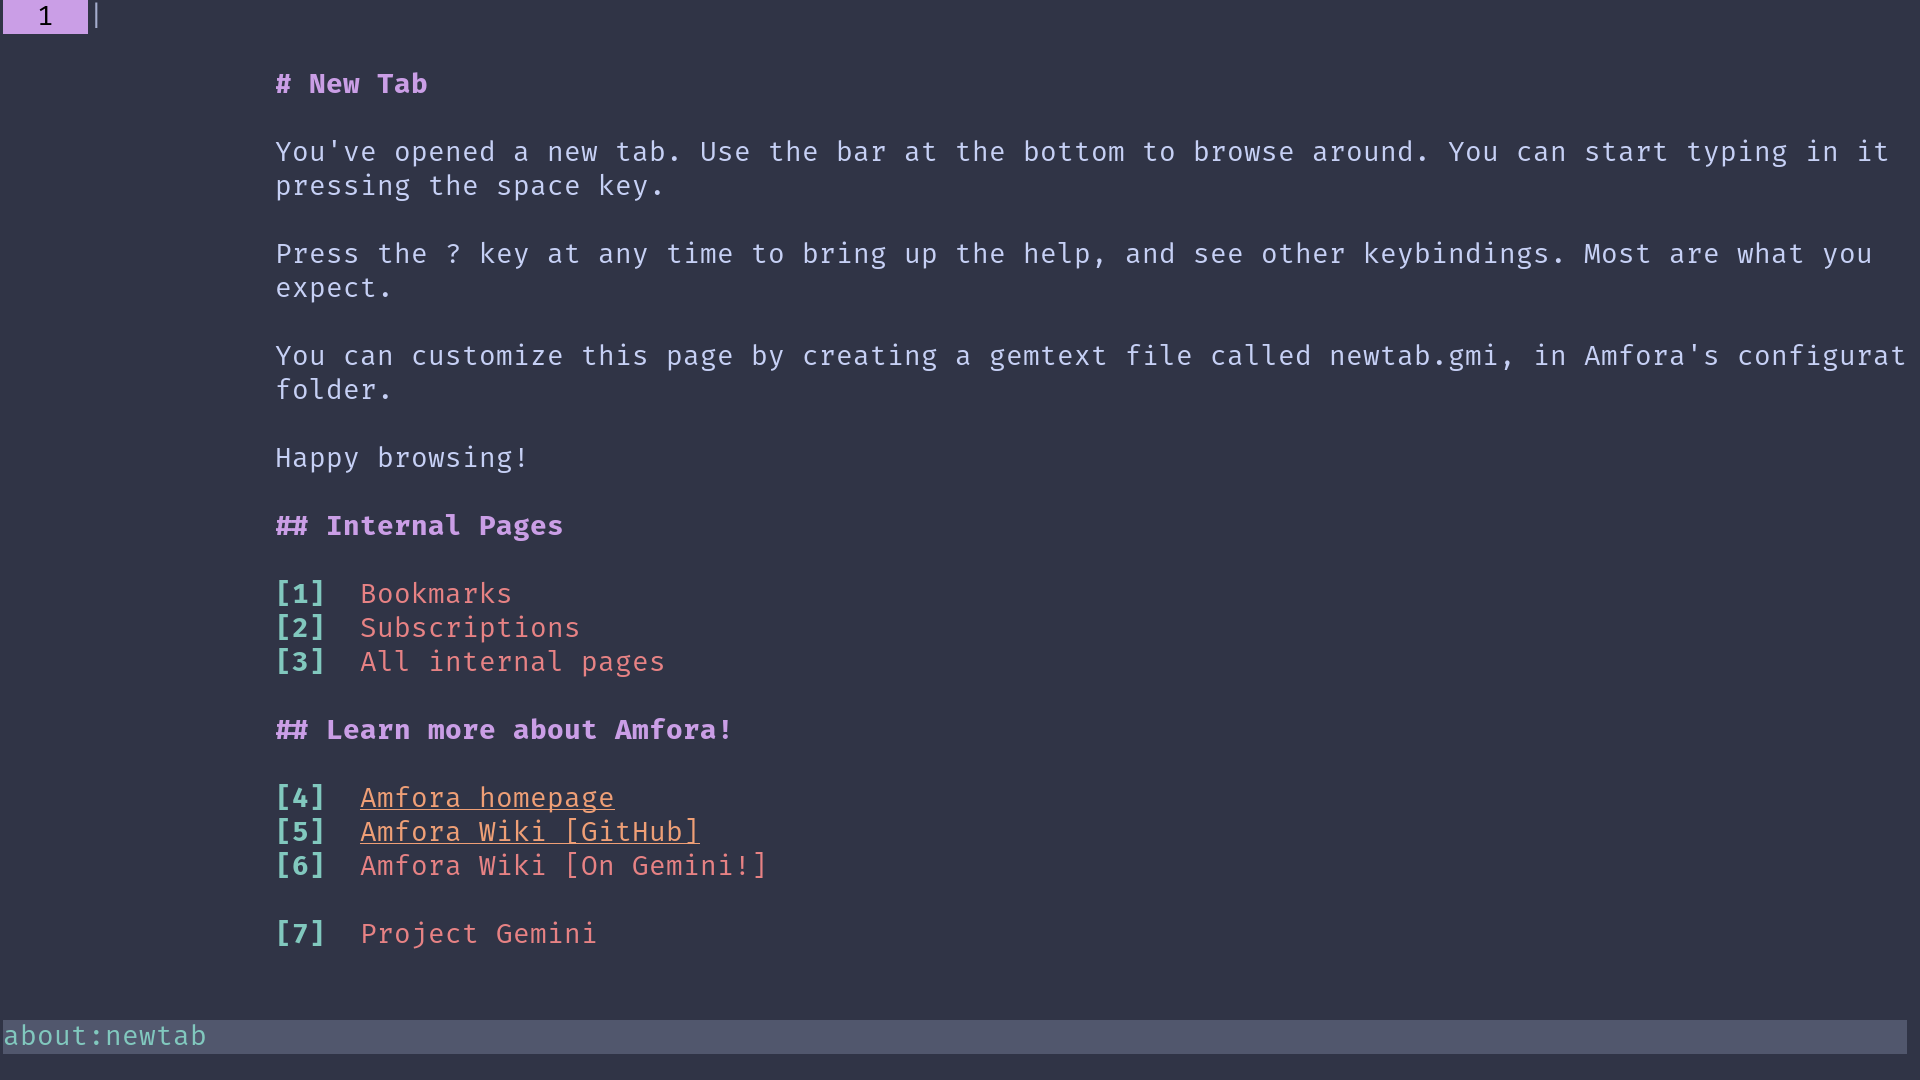 1 |
# New Tab
You've opened a new tab. Use the bar at the bottom to browse around. You can start typing in it
pressing the space key.
Press the ? key at any time to bring up the help, and see other keybindings. Most are what you
expect.
You can customize this page by creating a gemtext file called newtab.gmi, in Amfora's configurat
folder.
Happy browsing!
## Internal Pages
[1] Bookmarks
[2] Subscriptions
[3] All internal pages
## Learn more about Amfora!
[4] Amfora homepage
[5] Amfora Wiki [GitHub]
[6] Amfora Wiki [On Gemini!]
[7] Project Gemini
about:newtab